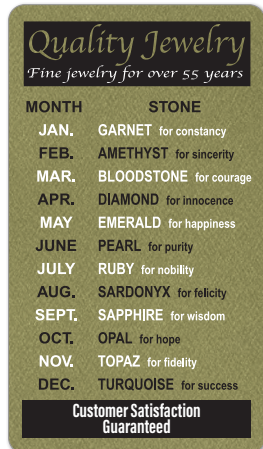 Quality Jewelry
Fine jewelry for over 55 years
MONTH STONE
JAN. GARNET for constancy
FEB. AMETHYST for sincerity
MAR. BLOODSTONE for courage
APR. DIAMOND for innocence
MAY EMERALD for happiness
JUNE PEARL for purity
JULY RUBY for nobility
AUG. SARDONYX for felicity
SEPT. SAPPHIRE for wisdom
OCT. OPAL for hope
NOV. TOPAZ for fidelity
DEC. TURQUOISE for success
Customer Satisfaction
Guaranteed